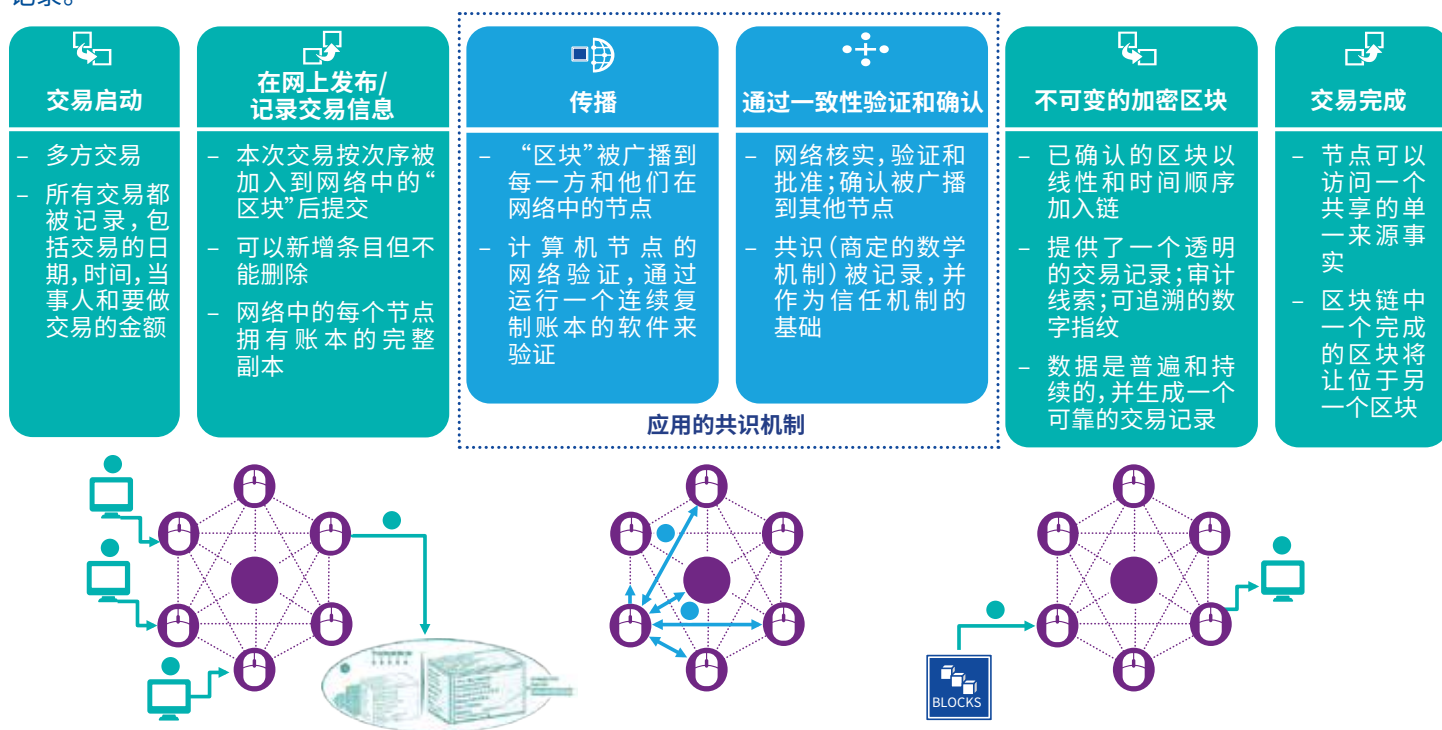 记录。
交易启动
– 多方交易
– 所有交易都
被记录，包
括交易的日
期，时间，当
事人和要做
交易的金额
在网上发布/
记录交易信息
– 本次交易按次序被
加入到网络中的“
区块”后提交
– 可以新增条目但不
能删除
– 网络中的每个节点
拥有账本的完整
副本
传播
– “区块”被广播到
每一方和他们在
网络中的节点
– 计算机节点的
网络验证，通过
运行一个连续复
制账本的软件来
验证
通过一致性验证和确认
– 网络核实，验证和
批准；确认被广播
到其他节点
– 共识（商定的数学
机制）被记录，并
作为信任机制的
基础
应用的共识机制
不可变的加密区块
– 已确认的区块以
线性和时间顺序
加入链
– 提供了一个透明
的交易记录；审计
线索；可追溯的数
字指纹
– 数据是普遍和持
续的，并生成一个
可靠的交易记录
交易完成
– 节点可以
访问一个
共享的单
一来源事
实
– 区块链中
一个完成
的区块将
让位于另
一个区块
BLOCKS